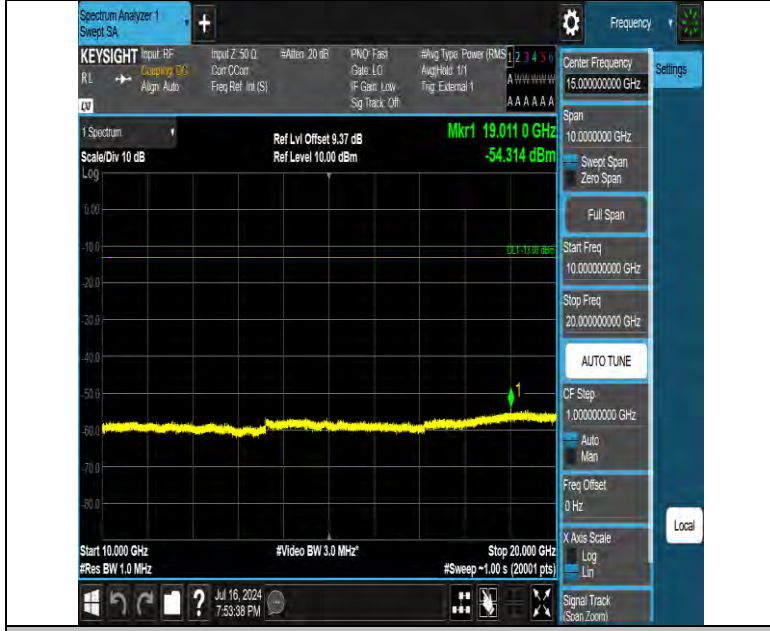 Spectrum Analyzer 1
Swept SA
+
Frequency
KEYSIGHT
RL
Input: RF
Coupling: DC
Align: Auto
Input Z: 50 Ω
Corr CCorr
Freq Ref: Int (S)
#Atten: 20 dB
PNO: Fast
Gate: LO
IF Gain: Low
Sig Track: Off
#Avg Type: Power (RMS
Avg|Hold: 1/1
Trig: External 1
1 2 3 4 5 6
A W W W W W
A A A A A A
LXI
1 Spectrum
Scale/Div 10 dB
Log
Ref Lvl Offset 9.37 dB
Ref Level 10.00 dBm
Mkr1 19.011 0 GHz
-54.314 dBm
0.00
-10.0
DL1 -13.00 dBm
-20.0
-30.0
-40.0
-50.0
1
-60.0
-70.0
-80.0
Start 10.000 GHz
#Res BW 1.0 MHz
#Video BW 3.0 MHz*
Stop 20.000 GHz
#Sweep ~1.00 s (20001 pts)
?
Jul 16, 2024
7:53:38 PM
Center Frequency
15.000000000 GHz
Settings
Span
10.0000000 GHz
Swept Span
Zero Span
Full Span
Start Freq
10.000000000 GHz
Stop Freq
20.000000000 GHz
AUTO TUNE
CF Step
1.000000000 GHz
Auto
Man
Freq Offset
0 Hz
X Axis Scale
Log
Lin
Local
Signal Track
(Span Zoom)